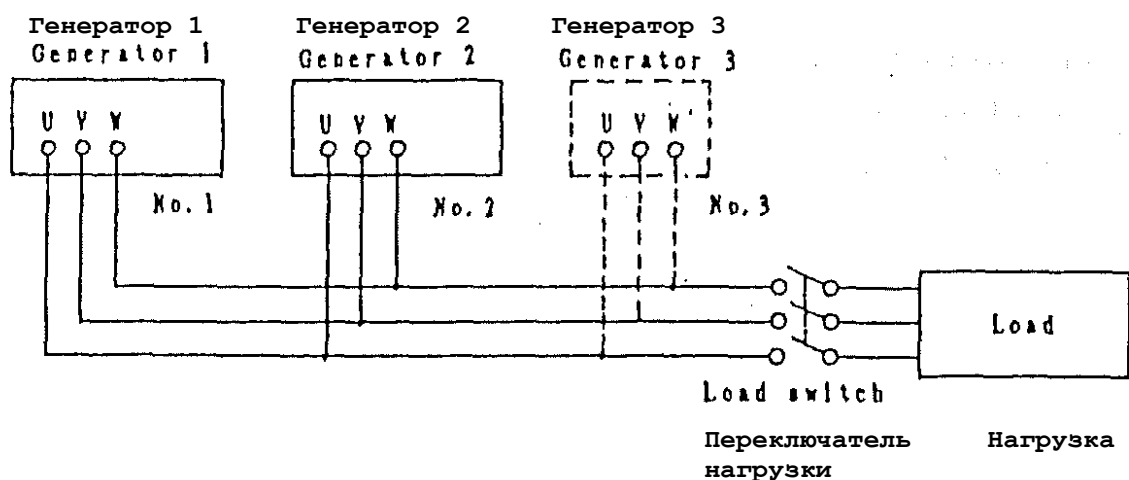 Генератор 1 Генератор 2 Генератор 3
Generator 1 Generator 2 Generator 3
U V W U V W U V W
No. 1 No. 2 No. 3
Load
Load switch
Переключатель Нагрузка
нагрузки